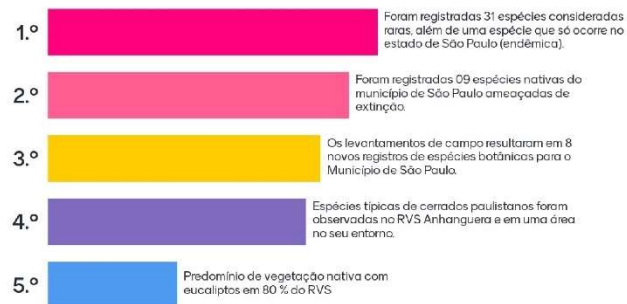 1.º
Foram registradas 31 espécies consideradas
raras, além de uma espécie que só ocorre no
estado de São Paulo (endêmica).
2.º
Foram registradas 09 espécies nativas do
município de São Paulo ameaçadas de
extinção.
3.º
Os levantamentos de campo resultaram em 8
novos registros de espécies botânicas para o
Município de São Paulo.
4.º
Espécies típicas de cerrados paulistanos foram
observadas no RVS Anhanguera e em uma área
no seu entorno.
5.º
Predomínio de vegetação nativa com
eucaliptos em 80 % do RVS